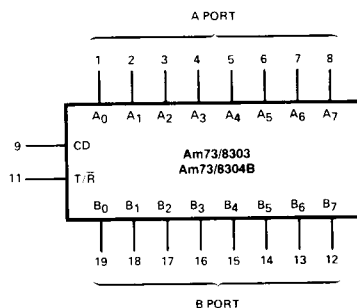 A PORT
1 2 3 4 5 6 7 8
A0 A1 A2 A3 A4 A5 A6 A7
9 CD
Am73/8303
11 T/R̅
Am73/8304B
B0 B1 B2 B3 B4 B5 B6 B7
19 18 17 16 15 14 13 12
B PORT